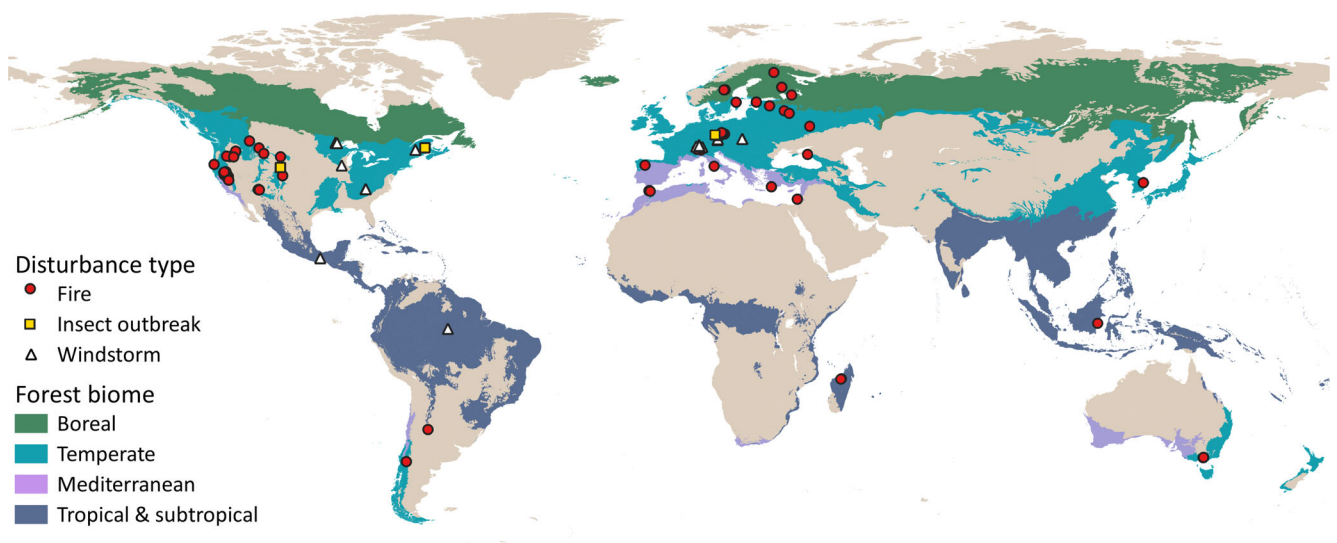 Disturbance type
Fire
Insect outbreak
Windstorm
Forest biome
Boreal
Temperate
Mediterranean
Tropical & subtropical